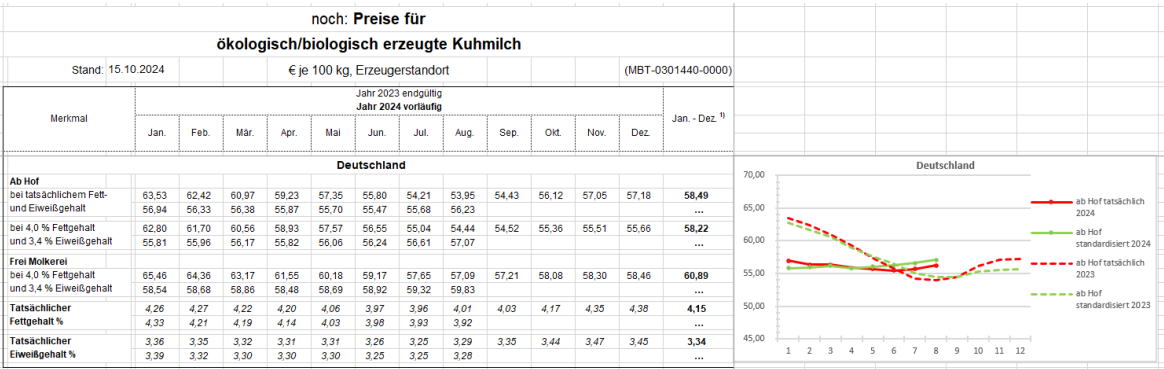 noch: Preise für
ökologisch/biologisch erzeugte Kuhmilch
Stand: 15.10.2024 € je 100 kg, Erzeugerstandort (MBT-0301440-0000)
Merkmal
Jahr 2023 endgültig
Jahr 2024 vorläufig
Jan. Feb. Mär. Apr. Mai Jun. Jul. Aug. Sep. Okt. Nov. Dez. Jan. - Dez. 1)
Deutschland
Ab Hof
bei tatsächlichem Fett- 63,53 62,42 60,97 59,23 57,35 55,80 54,21 53,95 54,43 56,12 57,05 57,18 58,49
und Eiweißgehalt 56,94 56,33 56,38 55,87 55,70 55,47 55,68 56,23 ...
bei 4,0 % Fettgehalt 62,80 61,70 60,56 58,93 57,57 56,55 55,04 54,44 54,52 55,36 55,51 55,66 58,22
und 3,4 % Eiweißgehalt 55,81 55,96 56,17 55,82 56,06 56,24 56,61 57,07 ...
Frei Molkerei
bei 4,0 % Fettgehalt 65,46 64,36 63,17 61,55 60,18 59,17 57,65 57,09 57,21 58,08 58,30 58,46 60,89
und 3,4 % Eiweißgehalt 58,54 58,68 58,86 58,48 58,69 58,92 59,32 59,83 ...
Tatsächlicher 4,26 4,27 4,22 4,20 4,06 3,97 3,96 4,01 4,03 4,17 4,35 4,38 4,15
Fettgehalt % 4,33 4,21 4,19 4,14 4,03 3,98 3,93 3,92 ...
Tatsächlicher 3,36 3,35 3,32 3,31 3,31 3,26 3,25 3,29 3,35 3,44 3,47 3,45 3,34
Eiweißgehalt % 3,39 3,32 3,30 3,30 3,30 3,25 3,25 3,28 ...
Deutschland
70,00
65,00
60,00
55,00
50,00
45,00
1 2 3 4 5 6 7 8 9 10 11 12
ab Hof tatsächlich
2024
ab Hof
standardisiert 2024
ab Hof tatsächlich
2023
ab Hof
standardisiert 2023